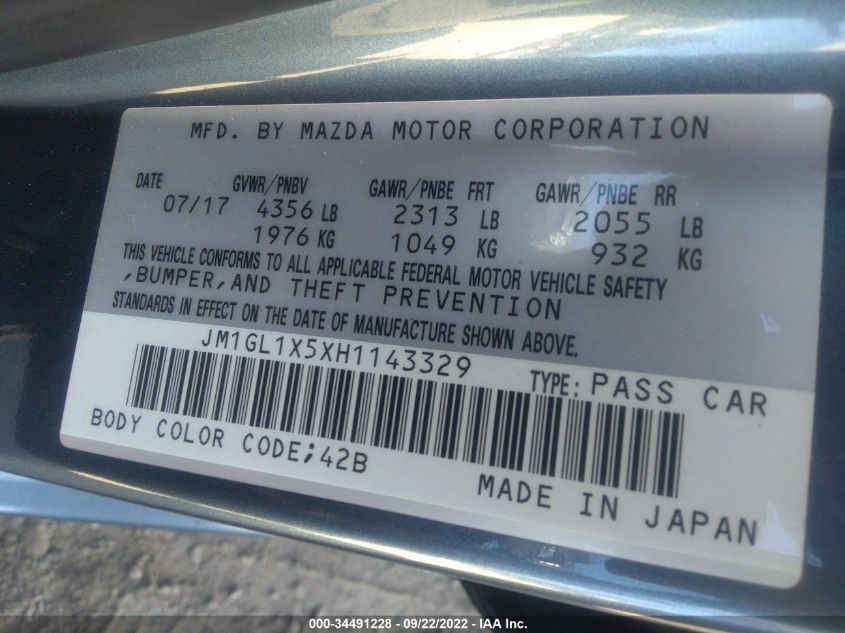 MFD. BY MAZDA MOTOR CORPORATION
DATE GVWR/PNBV GAWR/PNBE FRT GAWR/PNBE RR
07/17 4356 LB 2313 LB 2055 LB
1976 KG 1049 KG 932 KG
THIS VEHICLE CONFORMS TO ALL APPLICABLE FEDERAL MOTOR VEHICLE SAFETY
,BUMPER,AND THEFT PREVENTION
STANDARDS IN EFFECT ON THE DATE OF MANUFACTURE SHOWN ABOVE.
JM1GL1X5XH1143329 TYPE: PASS CAR
BODY COLOR CODE;42B
MADE IN JAPAN
000-34491228 - 09/22/2022 - IAA Inc.